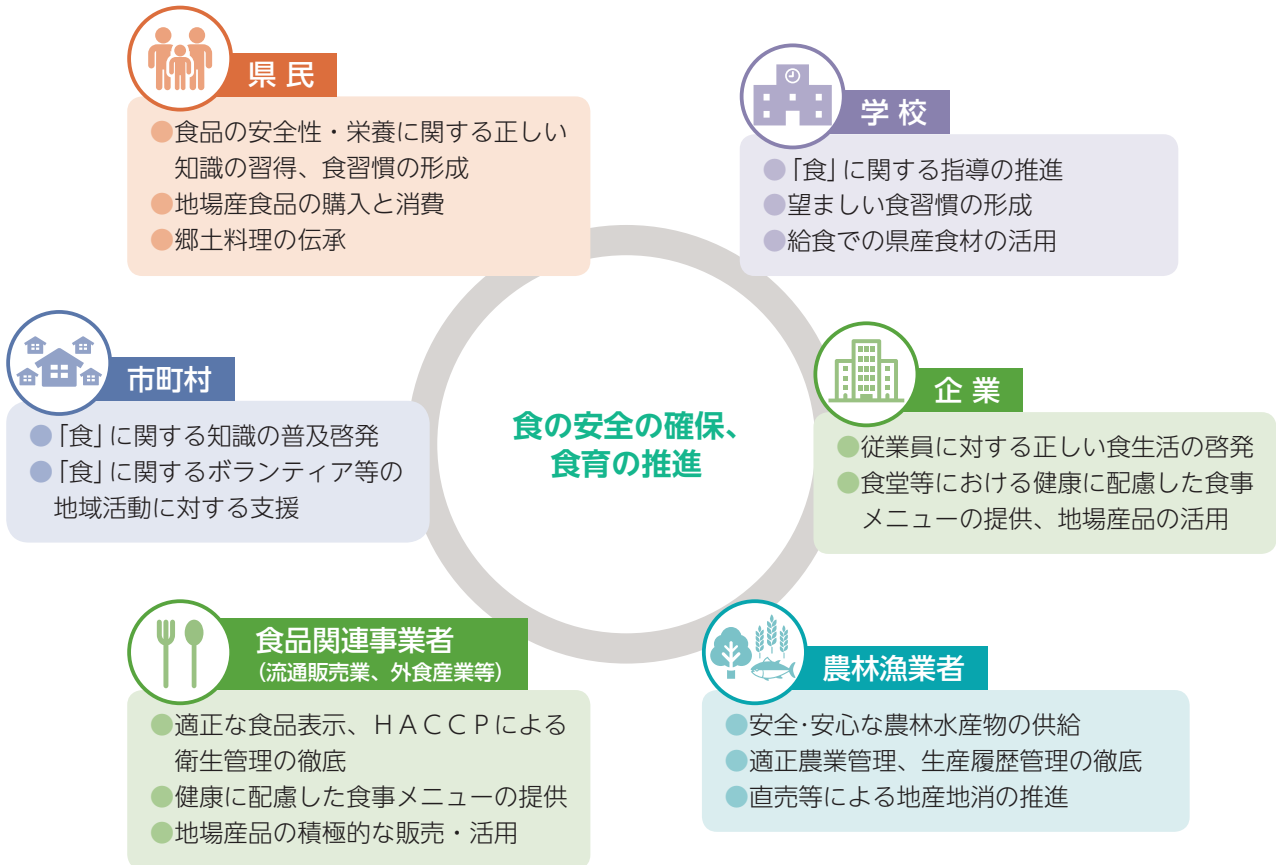 県民
●食品の安全性・栄養に関する正しい
知識の習得、食習慣の形成
●地場産食品の購入と消費
●郷土料理の伝承
学校
●「食」に関する指導の推進
●望ましい食習慣の形成
●給食での県産食材の活用
市町村
●「食」に関する知識の普及啓発
●「食」に関するボランティア等の
地域活動に対する支援
食の安全の確保、
食育の推進
企業
●従業員に対する正しい食生活の啓発
●食堂等における健康に配慮した食事
メニューの提供、地場産品の活用
食品関連事業者
（流通販売業、外食産業等）
●適正な食品表示、ＨＡＣＣＰによる
衛生管理の徹底
●健康に配慮した食事メニューの提供
●地場産品の積極的な販売・活用
農林漁業者
●安全・安心な農林水産物の供給
●適正農業管理、生産履歴管理の徹底
●直売等による地産地消の推進